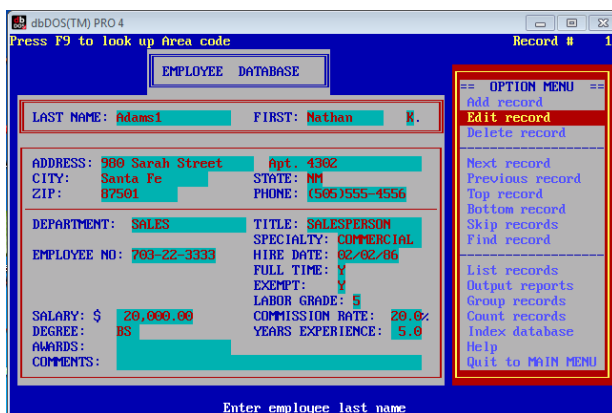 dbDOS(TM) PRO 4
Press F9 to look up Area code Record # 1
EMPLOYEE DATABASE
LAST NAME: Adams1 FIRST: Nathan K.
ADDRESS: 980 Sarah Street Apt. 4302
CITY: Santa Fe STATE: NM
ZIP: 87501 PHONE: (505)555-4556
DEPARTMENT: SALES TITLE: SALESPERSON
SPECIALTY: COMMERCIAL
EMPLOYEE NO: 703-22-3333 HIRE DATE: 02/02/86
FULL TIME: Y
EXEMPT: Y
LABOR GRADE: 5
SALARY: $ 20,000.00 COMMISSION RATE: 20.0%
DEGREE: BS YEARS EXPERIENCE: 5.0
AWARDS:
COMMENTS:
== OPTION MENU ==
Add record
Edit record
Delete record
Next record
Previous record
Top record
Bottom record
Skip records
Find record
List records
Output reports
Group records
Count records
Index database
Help
Quit to MAIN MENU
Enter employee last name